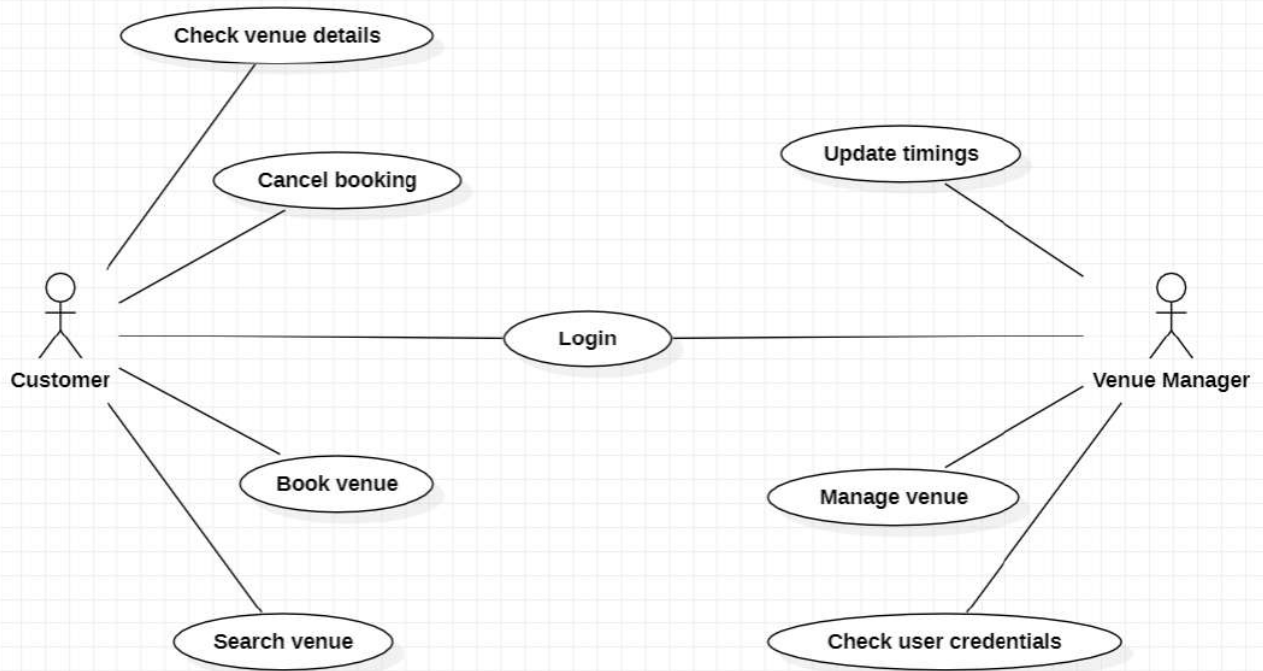 Check venue details
Update timings
Cancel booking
Login
Customer
Venue Manager
Book venue
Manage venue
Search venue
Check user credentials